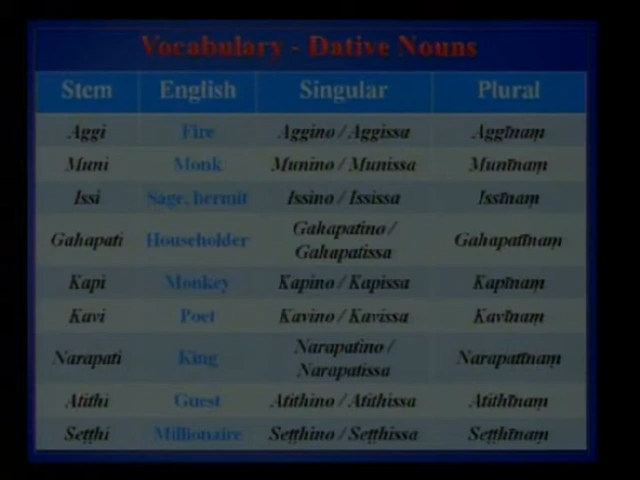 Vocabulary - Dative Nouns
Stem English Singular Plural
Aggi Fire Aggino / Aggissa Aggīnaṃ
Muni Monk Munino / Munissa Munīnaṃ
Issi Sage, hermit Issino / Ississa Issīnaṃ
Gahapati Householder Gahapatino / Gahapatīnaṃ
Gahapatissa
Kapi Monkey Kapino / Kapissa Kapīnaṃ
Kavi Poet Kavino / Kavissa Kavīnaṃ
Narapati King Narapatino / Narapatīnaṃ
Narapatissa
Atithi Guest Atithino / Atithissa Atithīnaṃ
Seṭṭhi Millionaire Seṭṭhino / Seṭṭhissa Seṭṭhīnaṃ